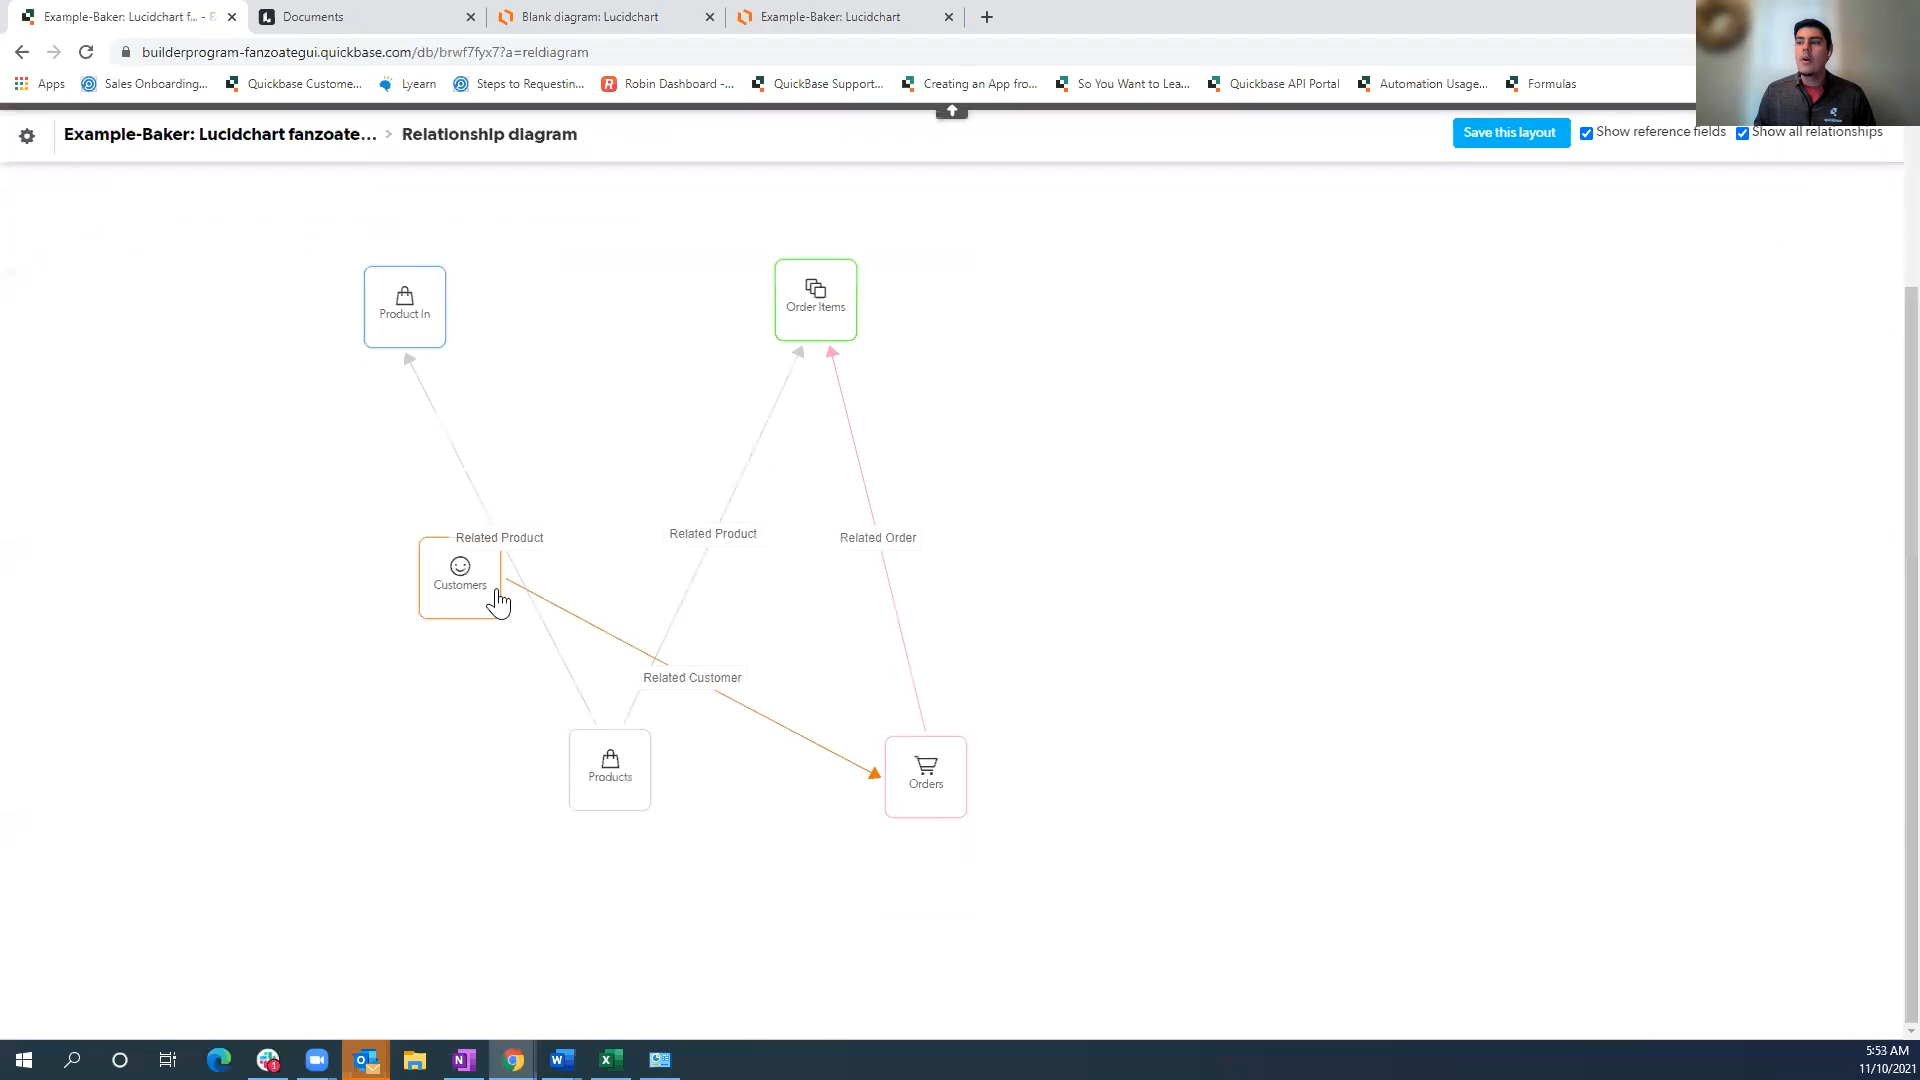 Example-Baker: Lucidchart f... -
Documents
Blank diagram: Lucidchart
Example-Baker: Lucidchart
builderprogram-fanzoategui.quickbase.com/db/brwf7fyx7?a=reldiagram
Apps
Sales Onboarding...
Quickbase Custome...
Lyearn
Steps to Requestin...
Robin Dashboard -...
QuickBase Support...
Creating an App fro...
So You Want to Lea...
Quickbase API Portal
Automation Usage...
Formulas
Example-Baker: Lucidchart fanzoate... > Relationship diagram
Save this layout
Show reference fields
Show all relationships
Product In
Order Items
Related Product
Related Product
Related Order
Customers
Related Customer
Products
Orders
5:53 AM
11/10/2021